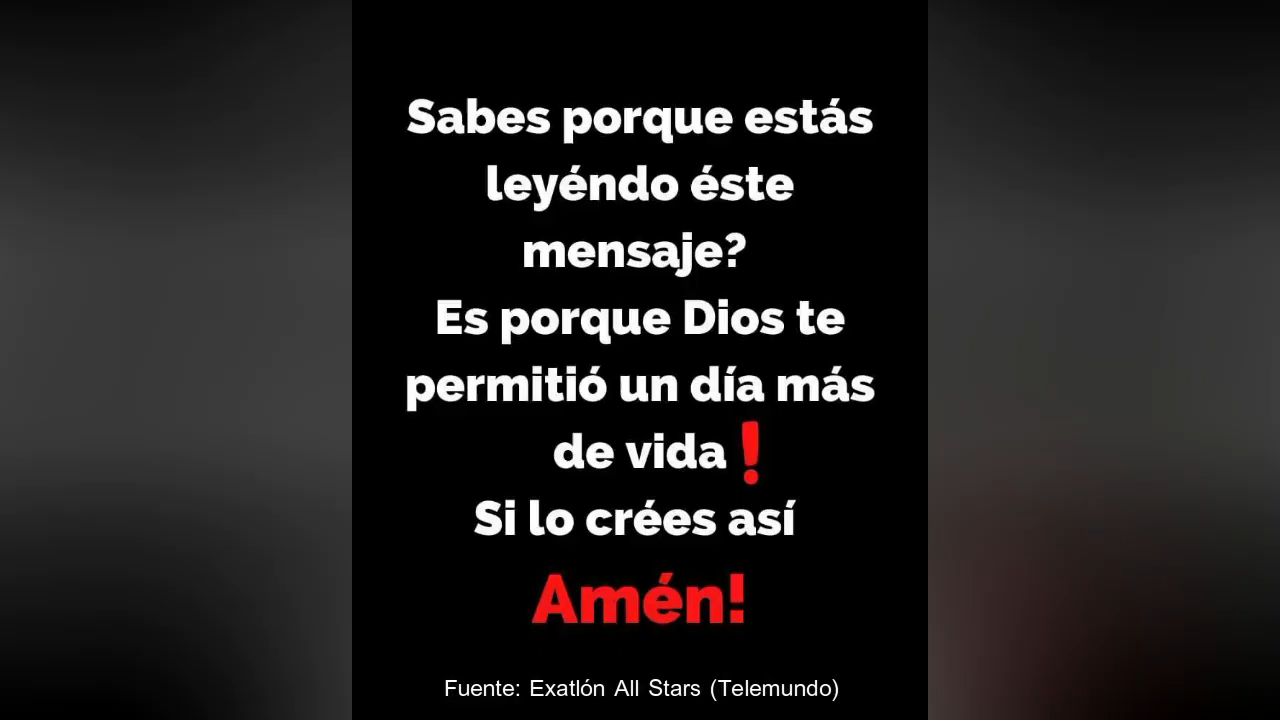 Sabes porque estás
leyéndo éste
mensaje?
Es porque Dios te
permitió un día más
de vida❗
Si lo crées así
Amén!
Fuente: Exatlón All Stars (Telemundo)